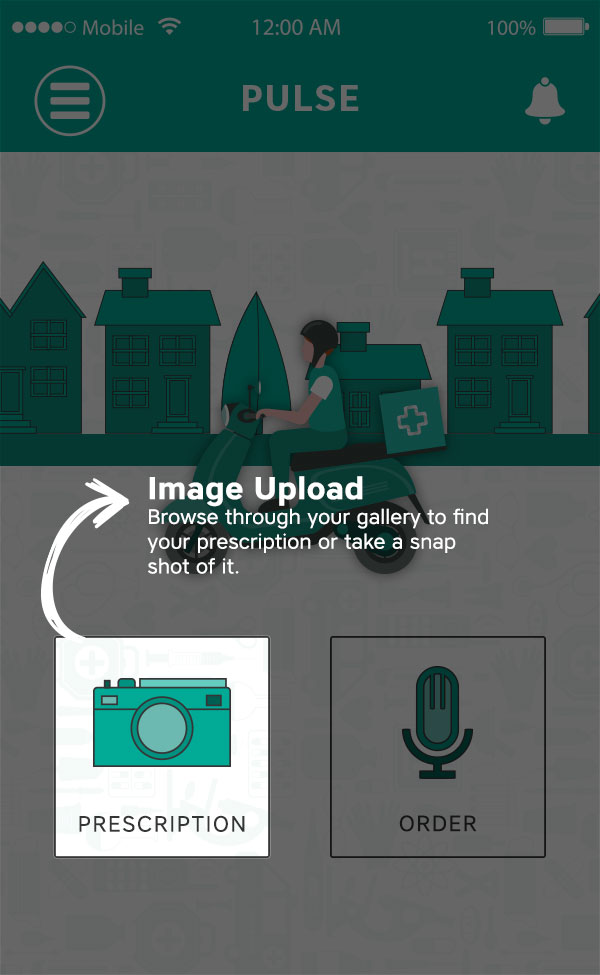 Mobile 12:00 AM 100%
PULSE
Image Upload
Browse through your gallery to find
your prescription or take a snap
shot of it.
PRESCRIPTION ORDER